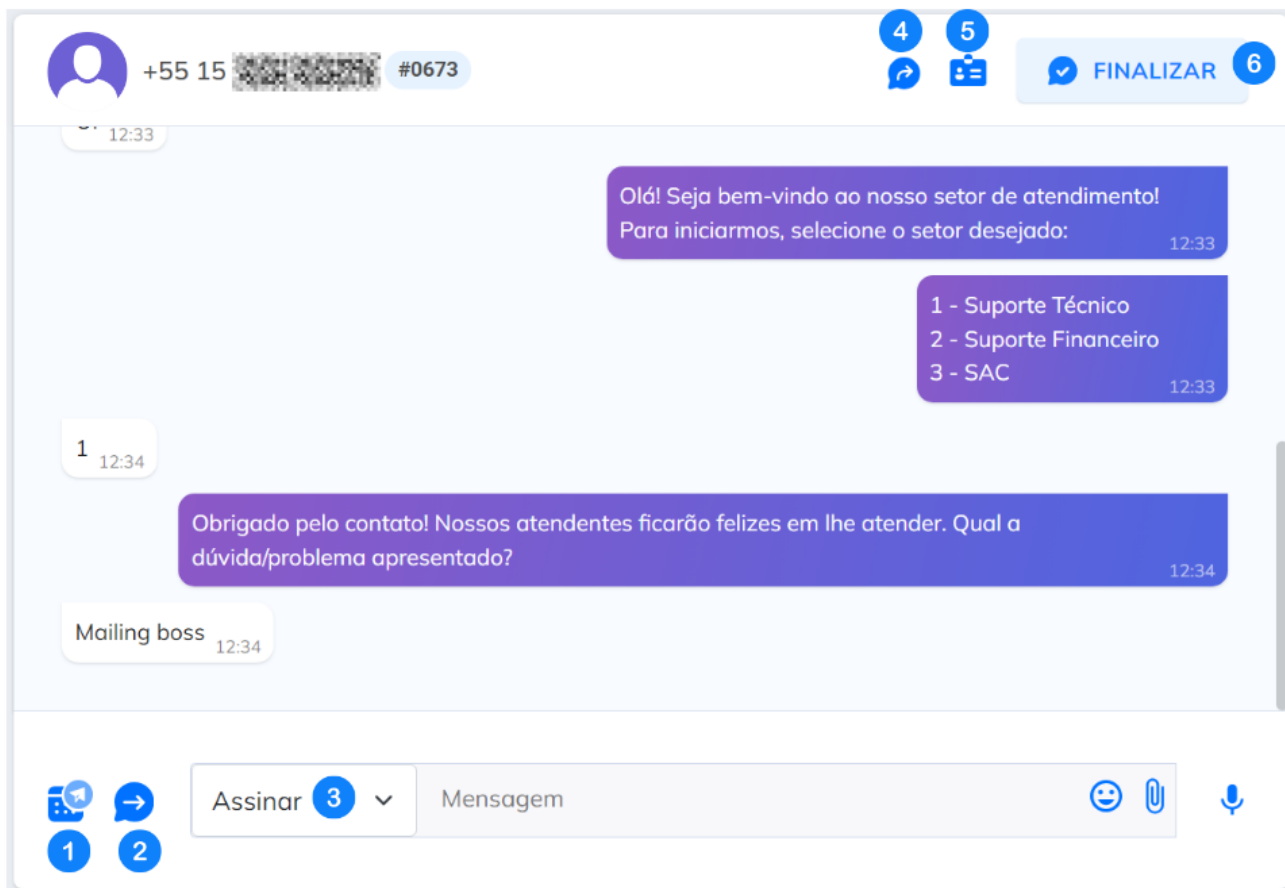 4 5
+55 15 #0673 FINALIZAR 6
12:33
Olá! Seja bem-vindo ao nosso setor de atendimento!
Para iniciarmos, selecione o setor desejado:
12:33
1 - Suporte Técnico
2 - Suporte Financeiro
3 - SAC
12:33
1 12:34
Obrigado pelo contato! Nossos atendentes ficarão felizes em lhe atender. Qual a
dúvida/problema apresentado?
12:34
Mailing boss 12:34
Assinar 3 Mensagem
1 2